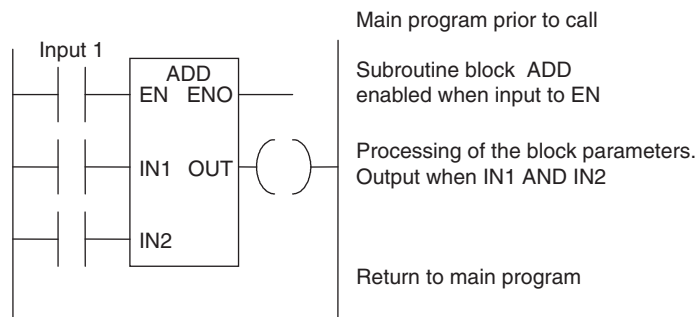 Main program prior to call
Input 1
ADD
EN ENO
Subroutine block ADD
enabled when input to EN
IN1 OUT
Processing of the block parameters.
Output when IN1 AND IN2
IN2
Return to main program